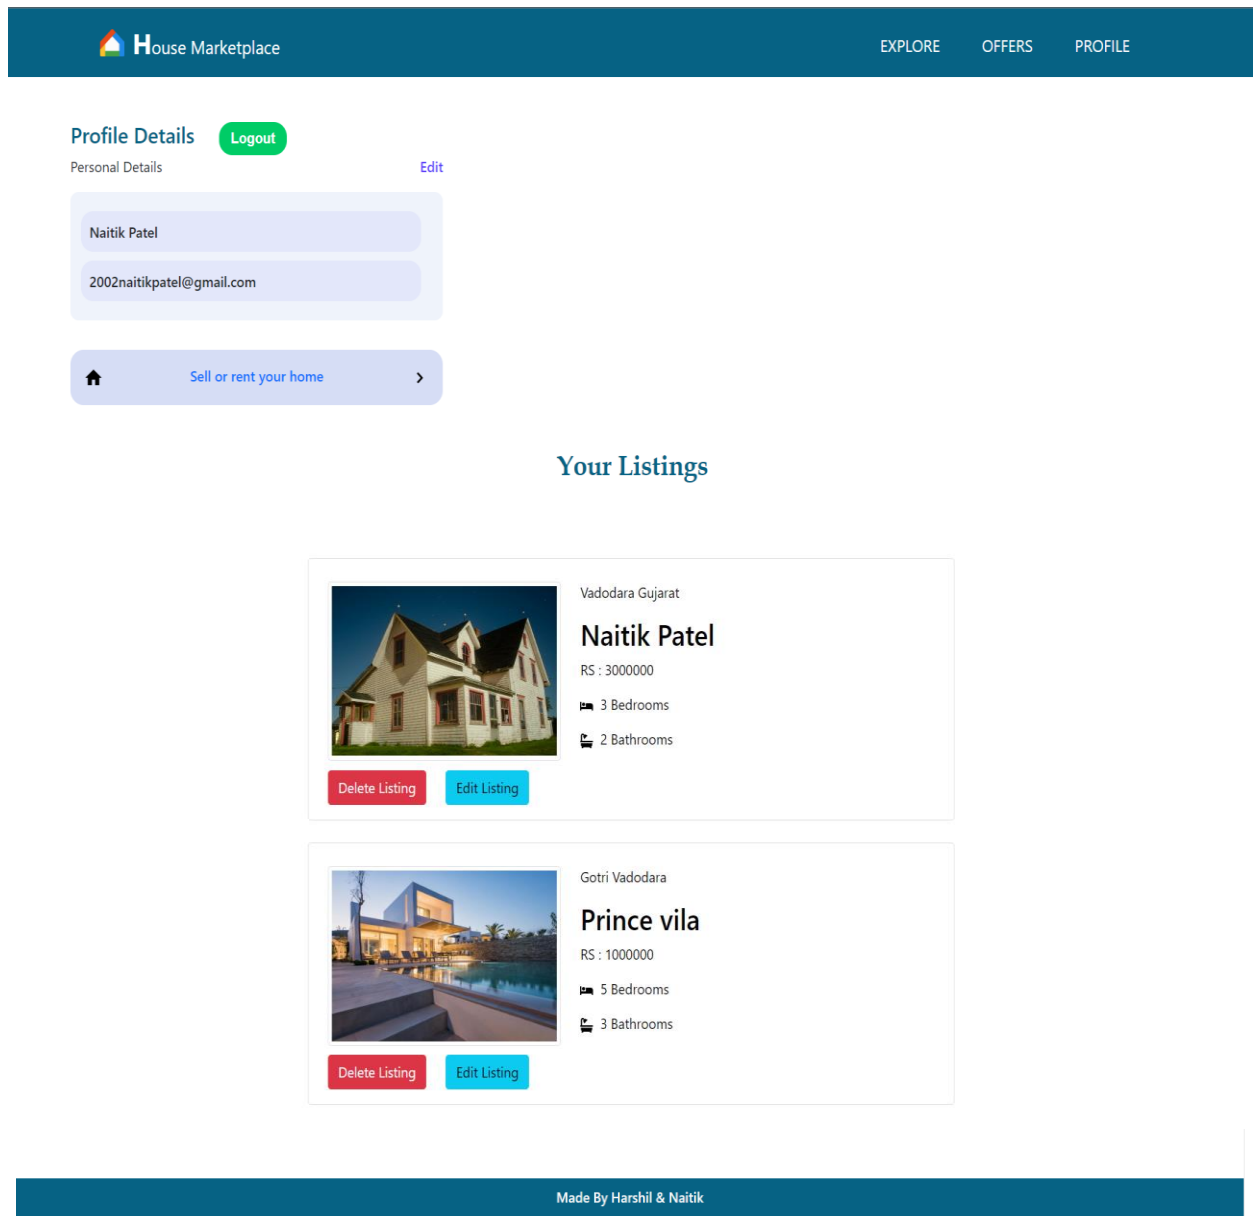 House Marketplace
EXPLORE OFFERS PROFILE
Profile Details Logout
Personal Details Edit
Naitik Patel
2002naitikpatel@gmail.com
Sell or rent your home
Your Listings
Vadodara Gujarat
Naitik Patel
RS : 3000000
3 Bedrooms
2 Bathrooms
Delete Listing Edit Listing
Gotri Vadodara
Prince vila
RS : 1000000
5 Bedrooms
3 Bathrooms
Delete Listing Edit Listing
Made By Harshil & Naitik